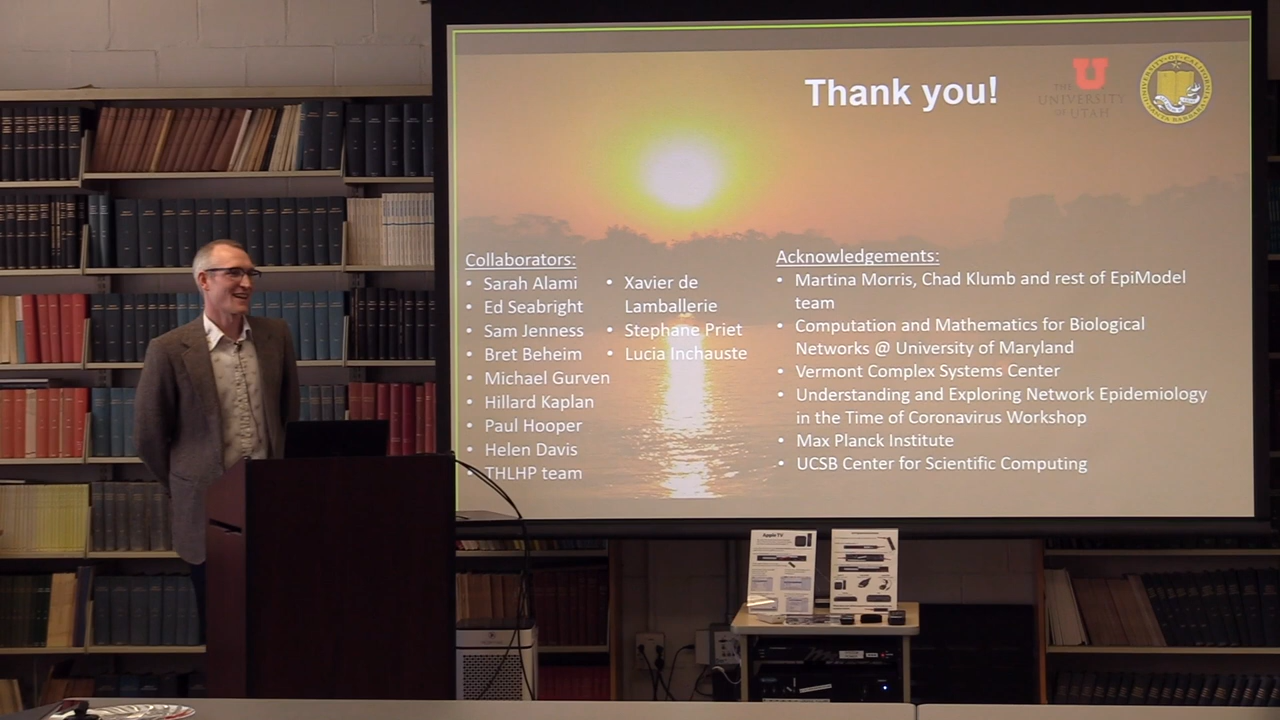 Thank you!
THE
UNIVERSITY
OF UTAH
Collaborators:
• Sarah Alami
• Ed Seabright
• Sam Jenness
• Bret Beheim
• Michael Gurven
• Hillard Kaplan
• Paul Hooper
• Helen Davis
• THLHP team
• Xavier de
Lamballerie
• Stephane Priet
• Lucia Inchauste
Acknowledgements:
• Martina Morris, Chad Klumb and rest of EpiModel
team
• Computation and Mathematics for Biological
Networks @ University of Maryland
• Vermont Complex Systems Center
• Understanding and Exploring Network Epidemiology
in the Time of Coronavirus Workshop
• Max Planck Institute
• UCSB Center for Scientific Computing
Apple TV